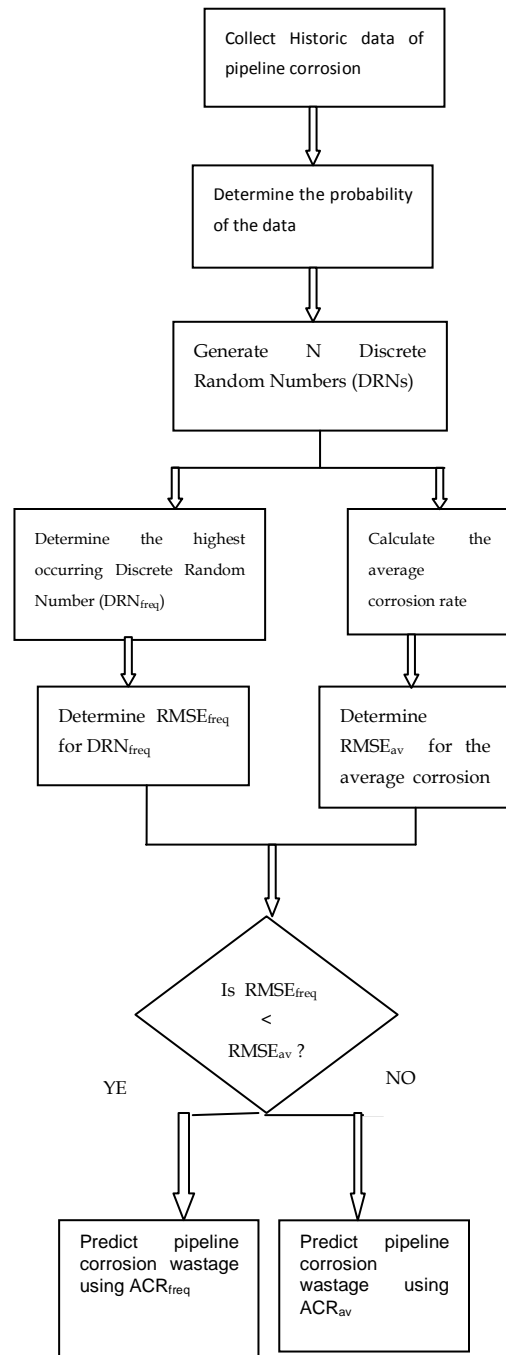 Collect Historic data of
pipeline corrosion
Determine the probability
of the data
Generate N Discrete
Random Numbers (DRNs)
Determine the highest
occurring Discrete Random
Number (DRNfreq)
Calculate the
average
corrosion rate
Determine RMSEfreq
for DRNfreq
Determine
RMSEav for the
average corrosion
Is RMSEfreq
<
RMSEav ?
YE
NO
Predict pipeline
corrosion wastage
using ACRfreq
Predict pipeline
corrosion
wastage using
ACRav